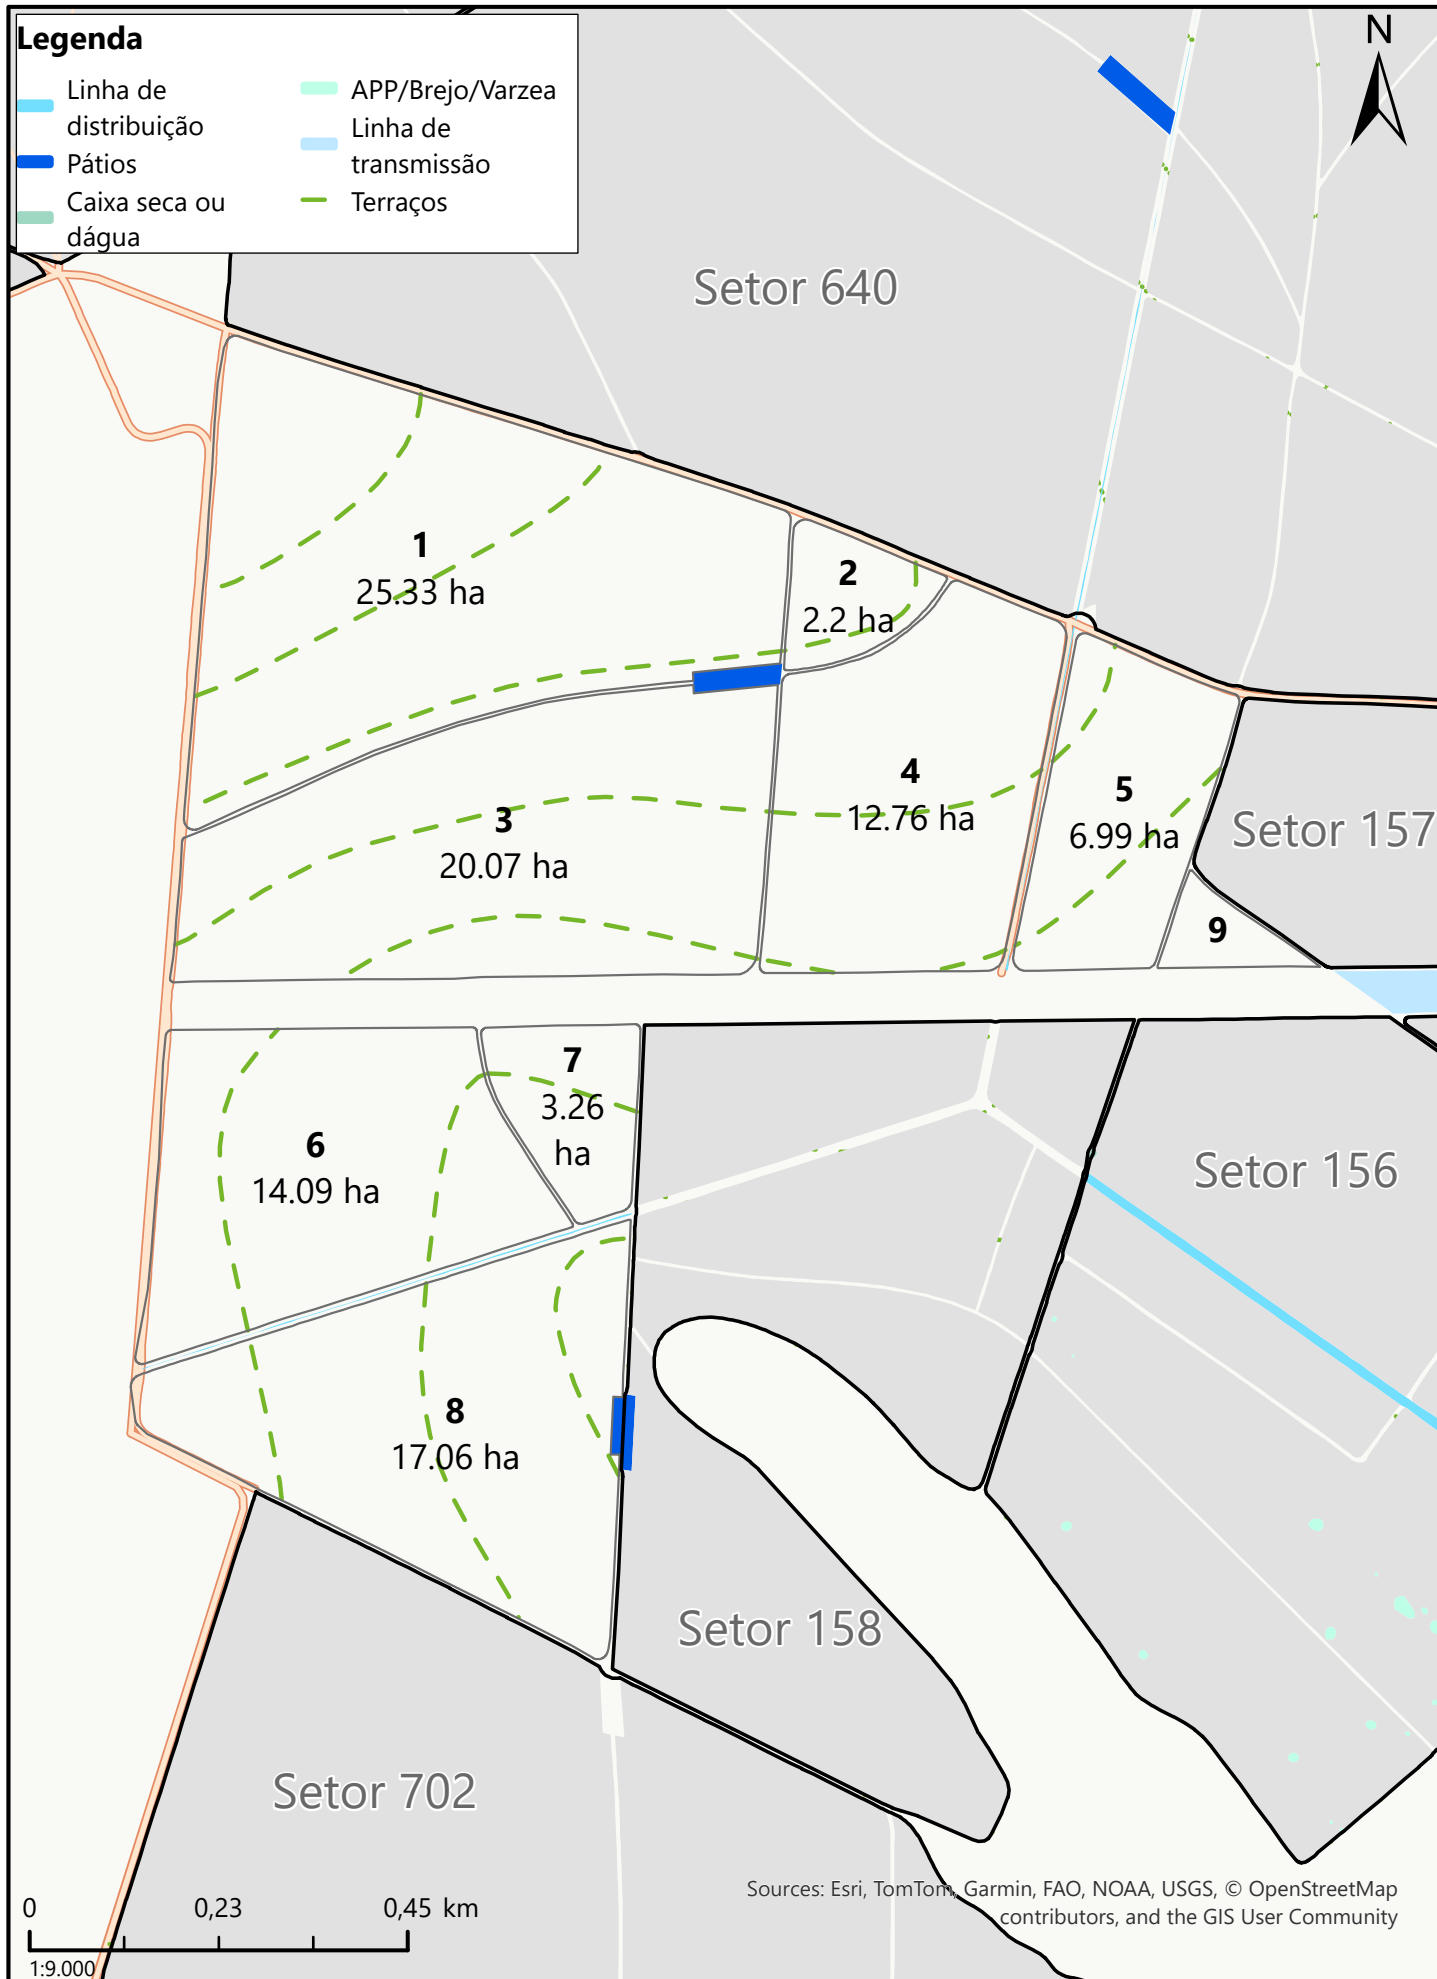 Legenda
Linha de
distribuição
Pátios
Caixa seca ou
dágua
APP/Brejo/Varzea
Linha de
transmissão
Terraços
N
Setor 640
1
25.33 ha
2
2.2 ha
3
20.07 ha
4
12.76 ha
5
6.99 ha
Setor 157
9
7
3.26
ha
6
14.09 ha
Setor 156
8
17.06 ha
Setor 158
Setor 702
Sources: Esri, TomTom, Garmin, FAO, NOAA, USGS, © OpenStreetMap
contributors, and the GIS User Community
0 0,23 0,45 km
1:9.000